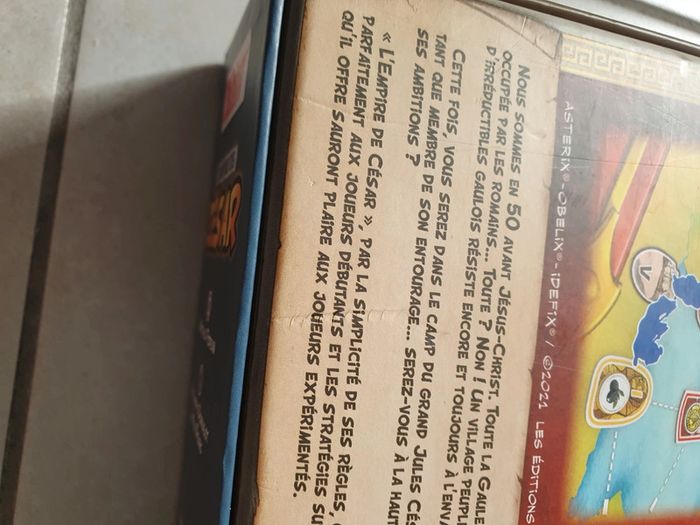 ASTERIX®-OBELIX®-IDEFIX® / ©2021 LES ÉDITIONS
NOUS SOMMES EN 50 AVANT JÉSUS-CHRIST. TOUTE LA GAULE
OCCUPÉE PAR LES ROMAINS... TOUTE ? NON ! UN VILLAGE PEUPL
D'IRRÉDUCTIBLES GAULOIS RÉSISTE ENCORE ET TOUJOURS À L'ENVA
CETTE FOIS, VOUS SEREZ DANS LE CAMP DU GRAND JULES CÉS
TANT QUE MEMBRE DE SON ENTOURAGE... SEREZ-VOUS À LA HAUT
SES AMBITIONS ?
« L'EMPIRE DE CÉSAR », PAR LA SIMPLICITÉ DE SES RÈGLES,
PARFAITEMENT AUX JOUEURS DÉBUTANTS ET LES STRATÉGIES SU
QU'IL OFFRE SAURONT PLAIRE AUX JOUEURS EXPÉRIMENTÉS.